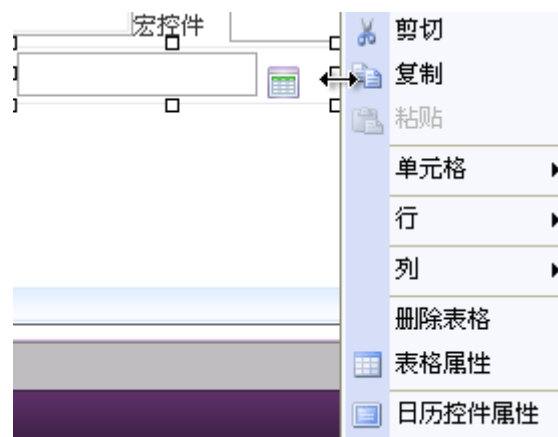 宏控件
剪切
复制
粘贴
单元格
行
列
删除表格
表格属性
日历控件属性